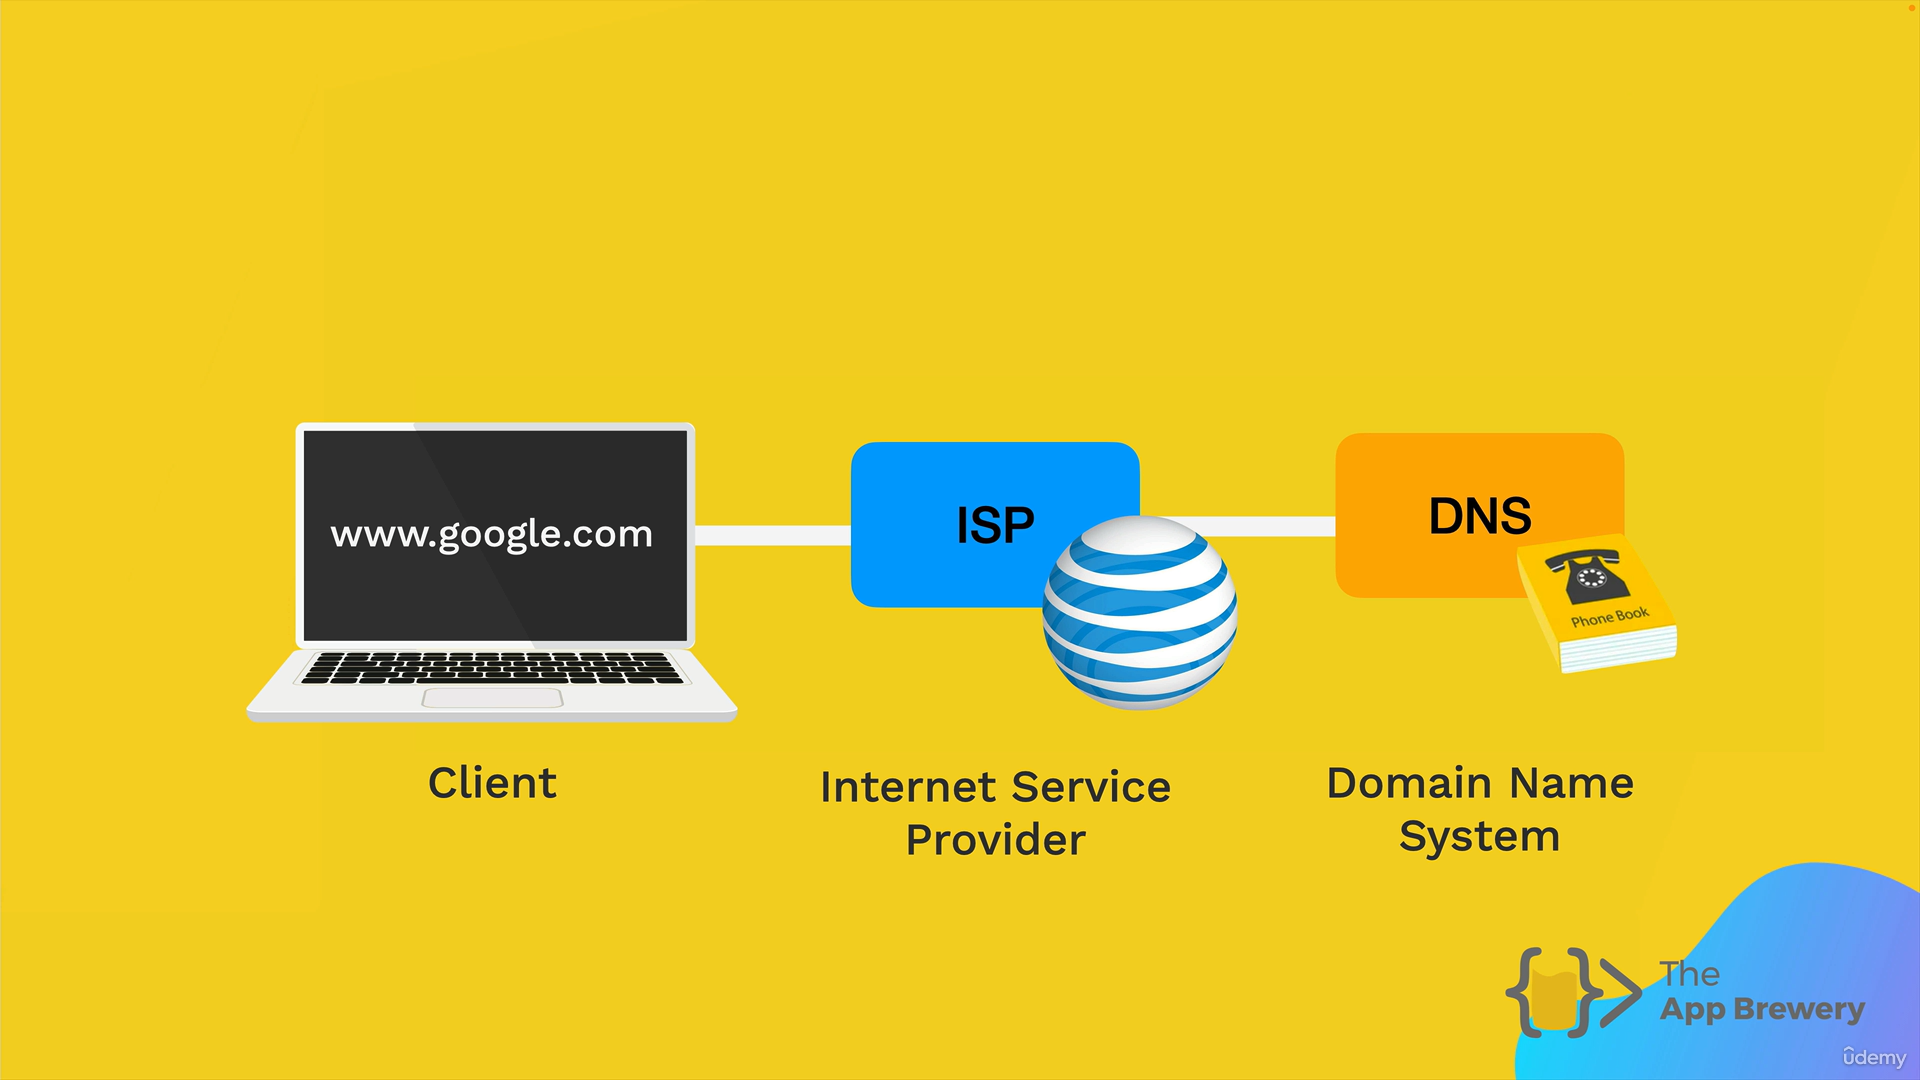 www.google.com
ISP
DNS
Phone Book
Client
Internet Service
Provider
Domain Name
System
The
App Brewery
ûdemy